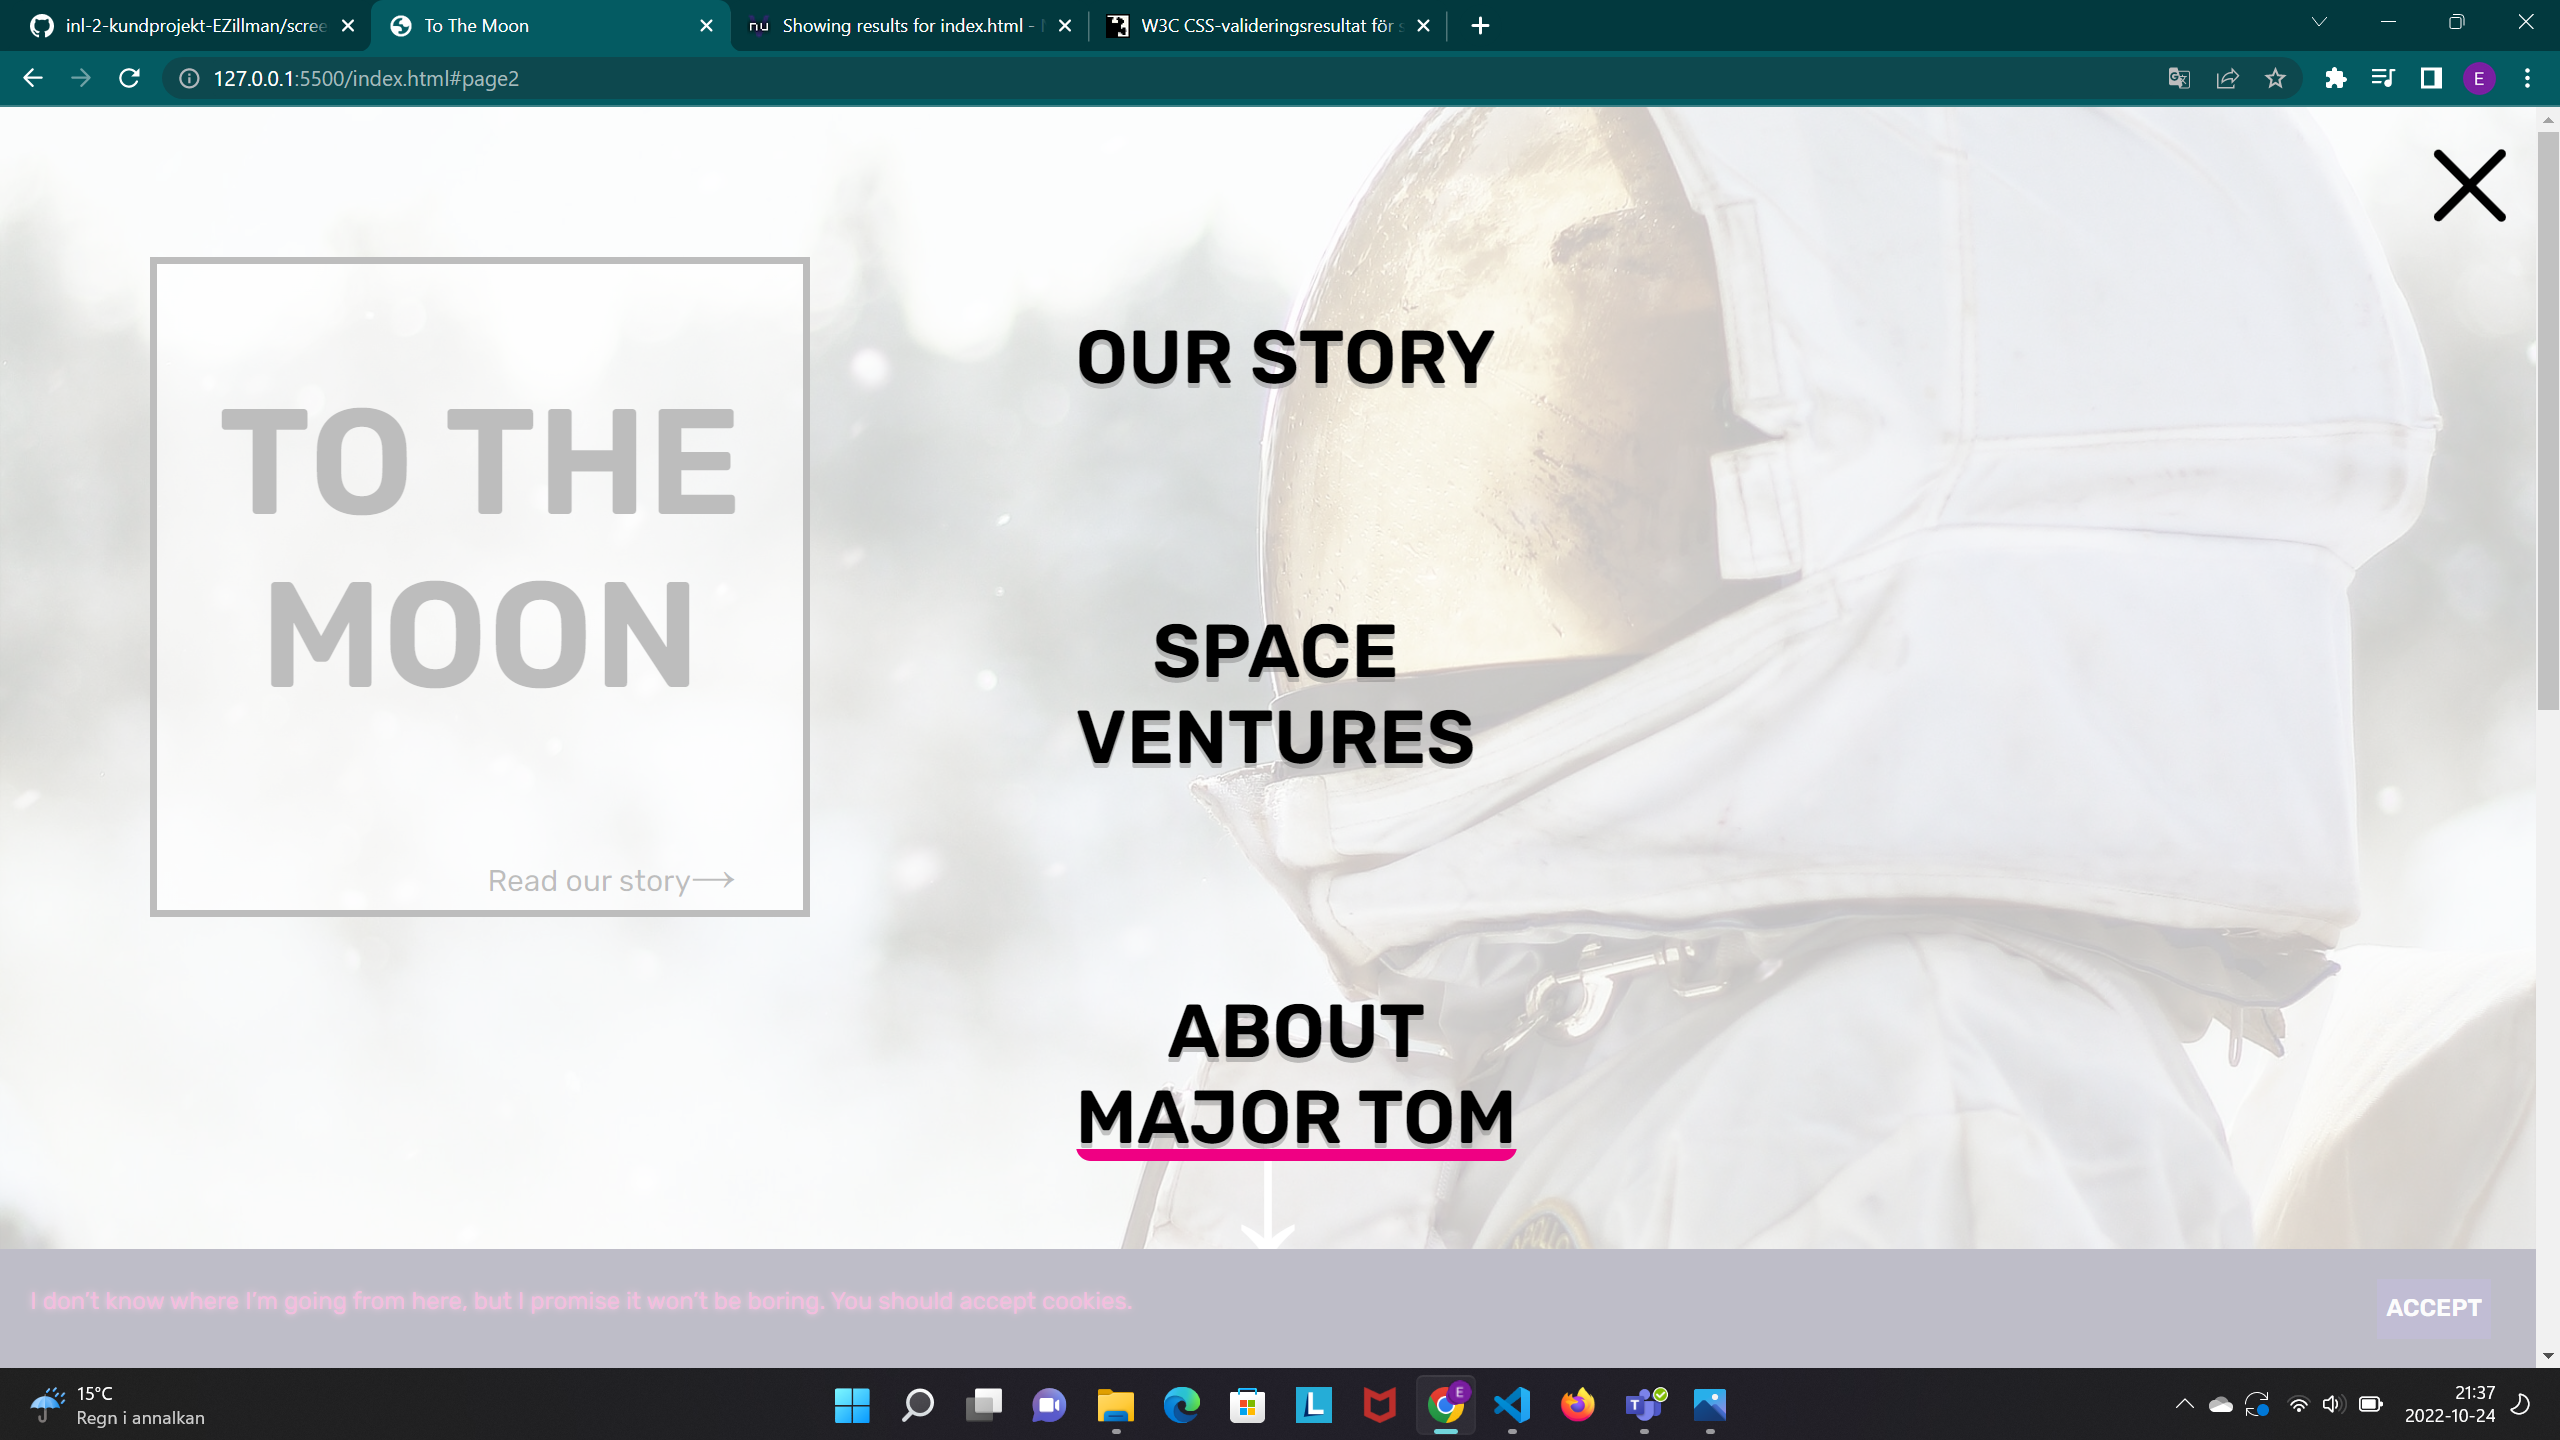 inl-2-kundprojekt-EZillman/scree
To The Moon
Showing results for index.html -
W3C CSS-valideringsresultat för
127.0.0.1:5500/index.html#page2
E
TO THE
MOON
Read our story
OUR STORY
SPACE
VENTURES
ABOUT
MAJOR TOM
I don't know where I'm going from here, but I promise it won't be boring. You should accept cookies.
ACCEPT
15°C
Regn i annalkan
21:37
2022-10-24